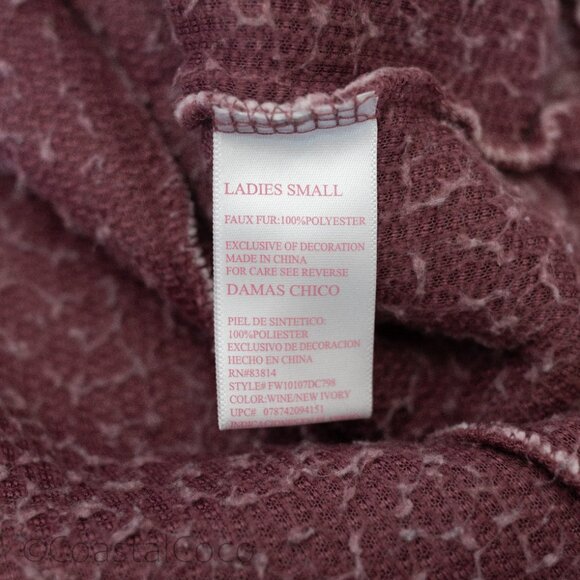 LADIES SMALL
FAUX FUR:100%POLYESTER
EXCLUSIVE OF DECORATION
MADE IN CHINA
FOR CARE SEE REVERSE
DAMAS CHICO
PIEL DE SINTETICO:
100%POLIESTER
EXCLUSIVO DE DECORACION
HECHO EN CHINA
RN#83814
STYLE# FW10107DC798
COLOR:WINE/NEW IVORY
UPC# 078742094151
©CoastalCoco